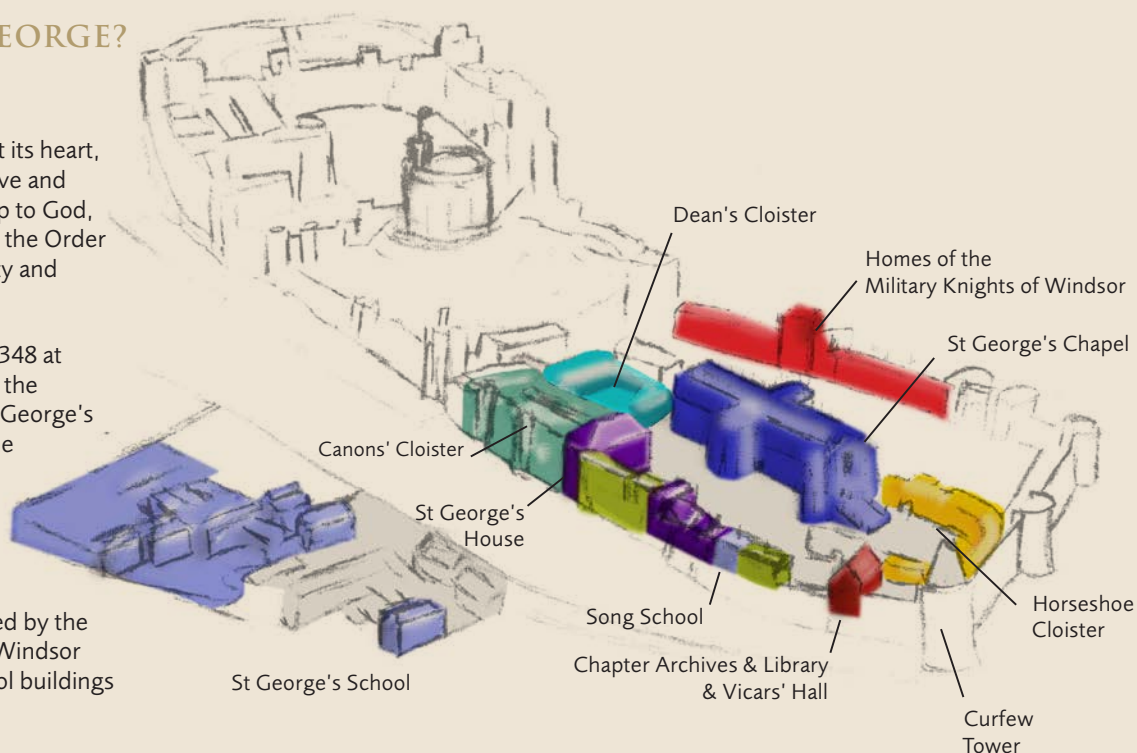 EORGE?
t its heart,
ve and
p to God,
the Order
ty and
348 at
the
George's
e
ed by the
Windsor
ol buildings
Dean's Cloister
Homes of the
Military Knights of Windsor
St George's Chapel
Canons' Cloister
St George's
House
Song School
Chapter Archives & Library
& Vicars' Hall
Horseshoe
Cloister
St George's School
Curfew
Tower